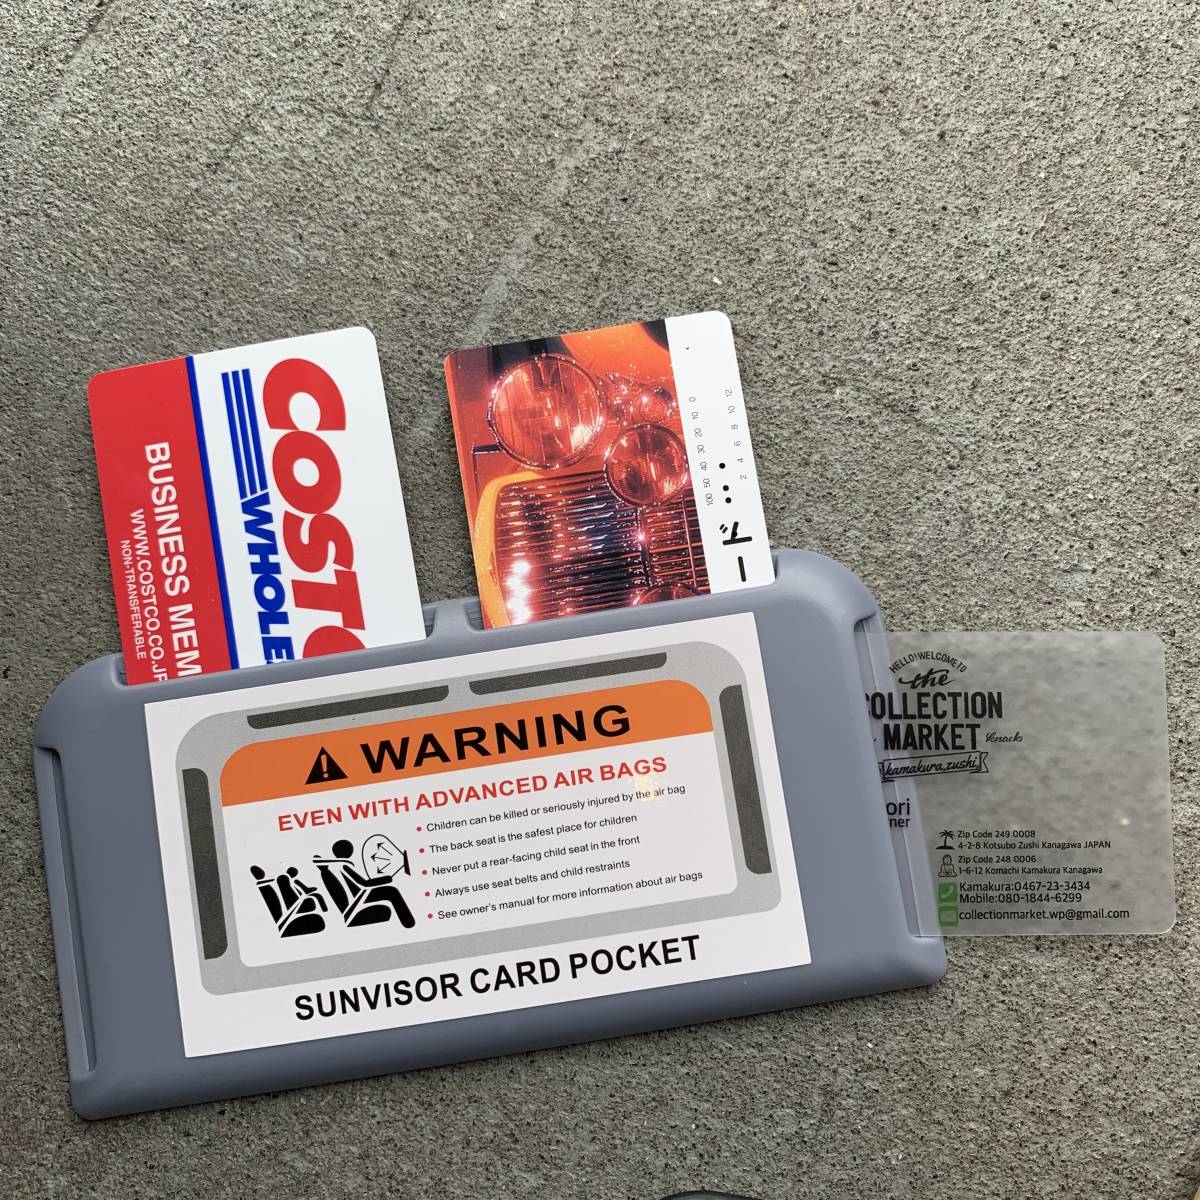 COSTC
WHOLE
BUSINESS MEM
WWW.COSTCO.CO.JP
NON-TRANSFERABLE
0 10 20 30 40 50 100
12 10 8 6 4 2
ード・・・
HELLO! WELCOME TO
the
COLLECTION
MARKET
kamakura,zushi,
ori
ner
Zip Code 249 0008
4-2-8 Kotsubo Zushi Kanagawa JAPAN
Zip Code 248 0006
1-6-12 Komachi Kamakura Kanagawa
Kamakura:0467-23-3434
Mobile:080-1844-6299
collectionmarket.wp@gmail.com
WARNING
EVEN WITH ADVANCED AIR BAGS
• Children can be killed or seriously injured by the air bag
• The back seat is the safest place for children
• Never put a rear-facing child seat in the front
• Always use seat belts and child restraints
• See owner's manual for more information about air bags
SUNVISOR CARD POCKET